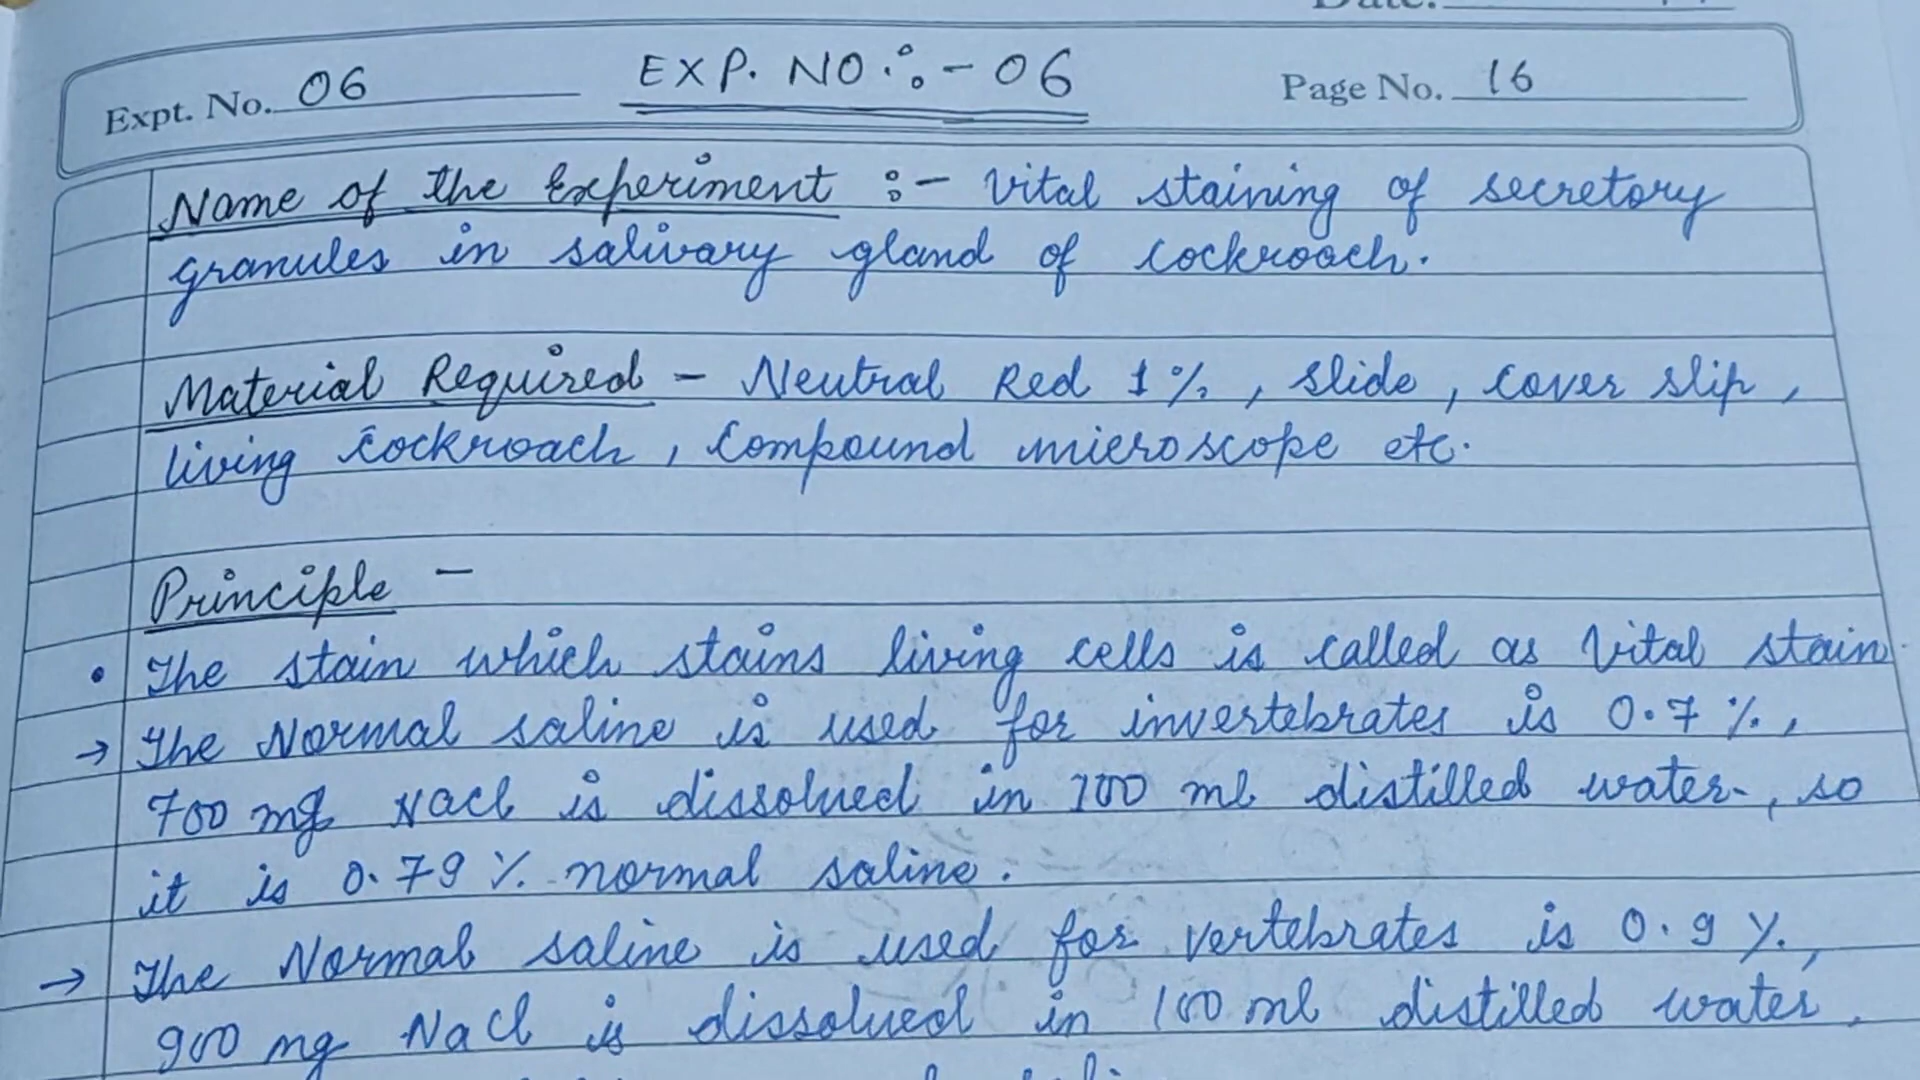 Date.
Expt. No. 06 EXP. NO :- 06 Page No. 16
Name of the Experiment :- Vital staining of secretory
granules in salivary gland of cockroach.
Material Required - Neutral Red 1%, slide, cover slip,
living cockroach, Compound microscope etc.
Principle -
• The stain which stains living cells is called as Vital stain.
→ The Normal saline is used for invertebrates is 0.7 %,
700 mg NaCl is dissolved in 100 ml distilled water, so
it is 0.79 % normal saline.
→ The Normal saline is used for vertebrates is 0.9 %,
900 mg NaCl is dissolved in 100 ml distilled water.